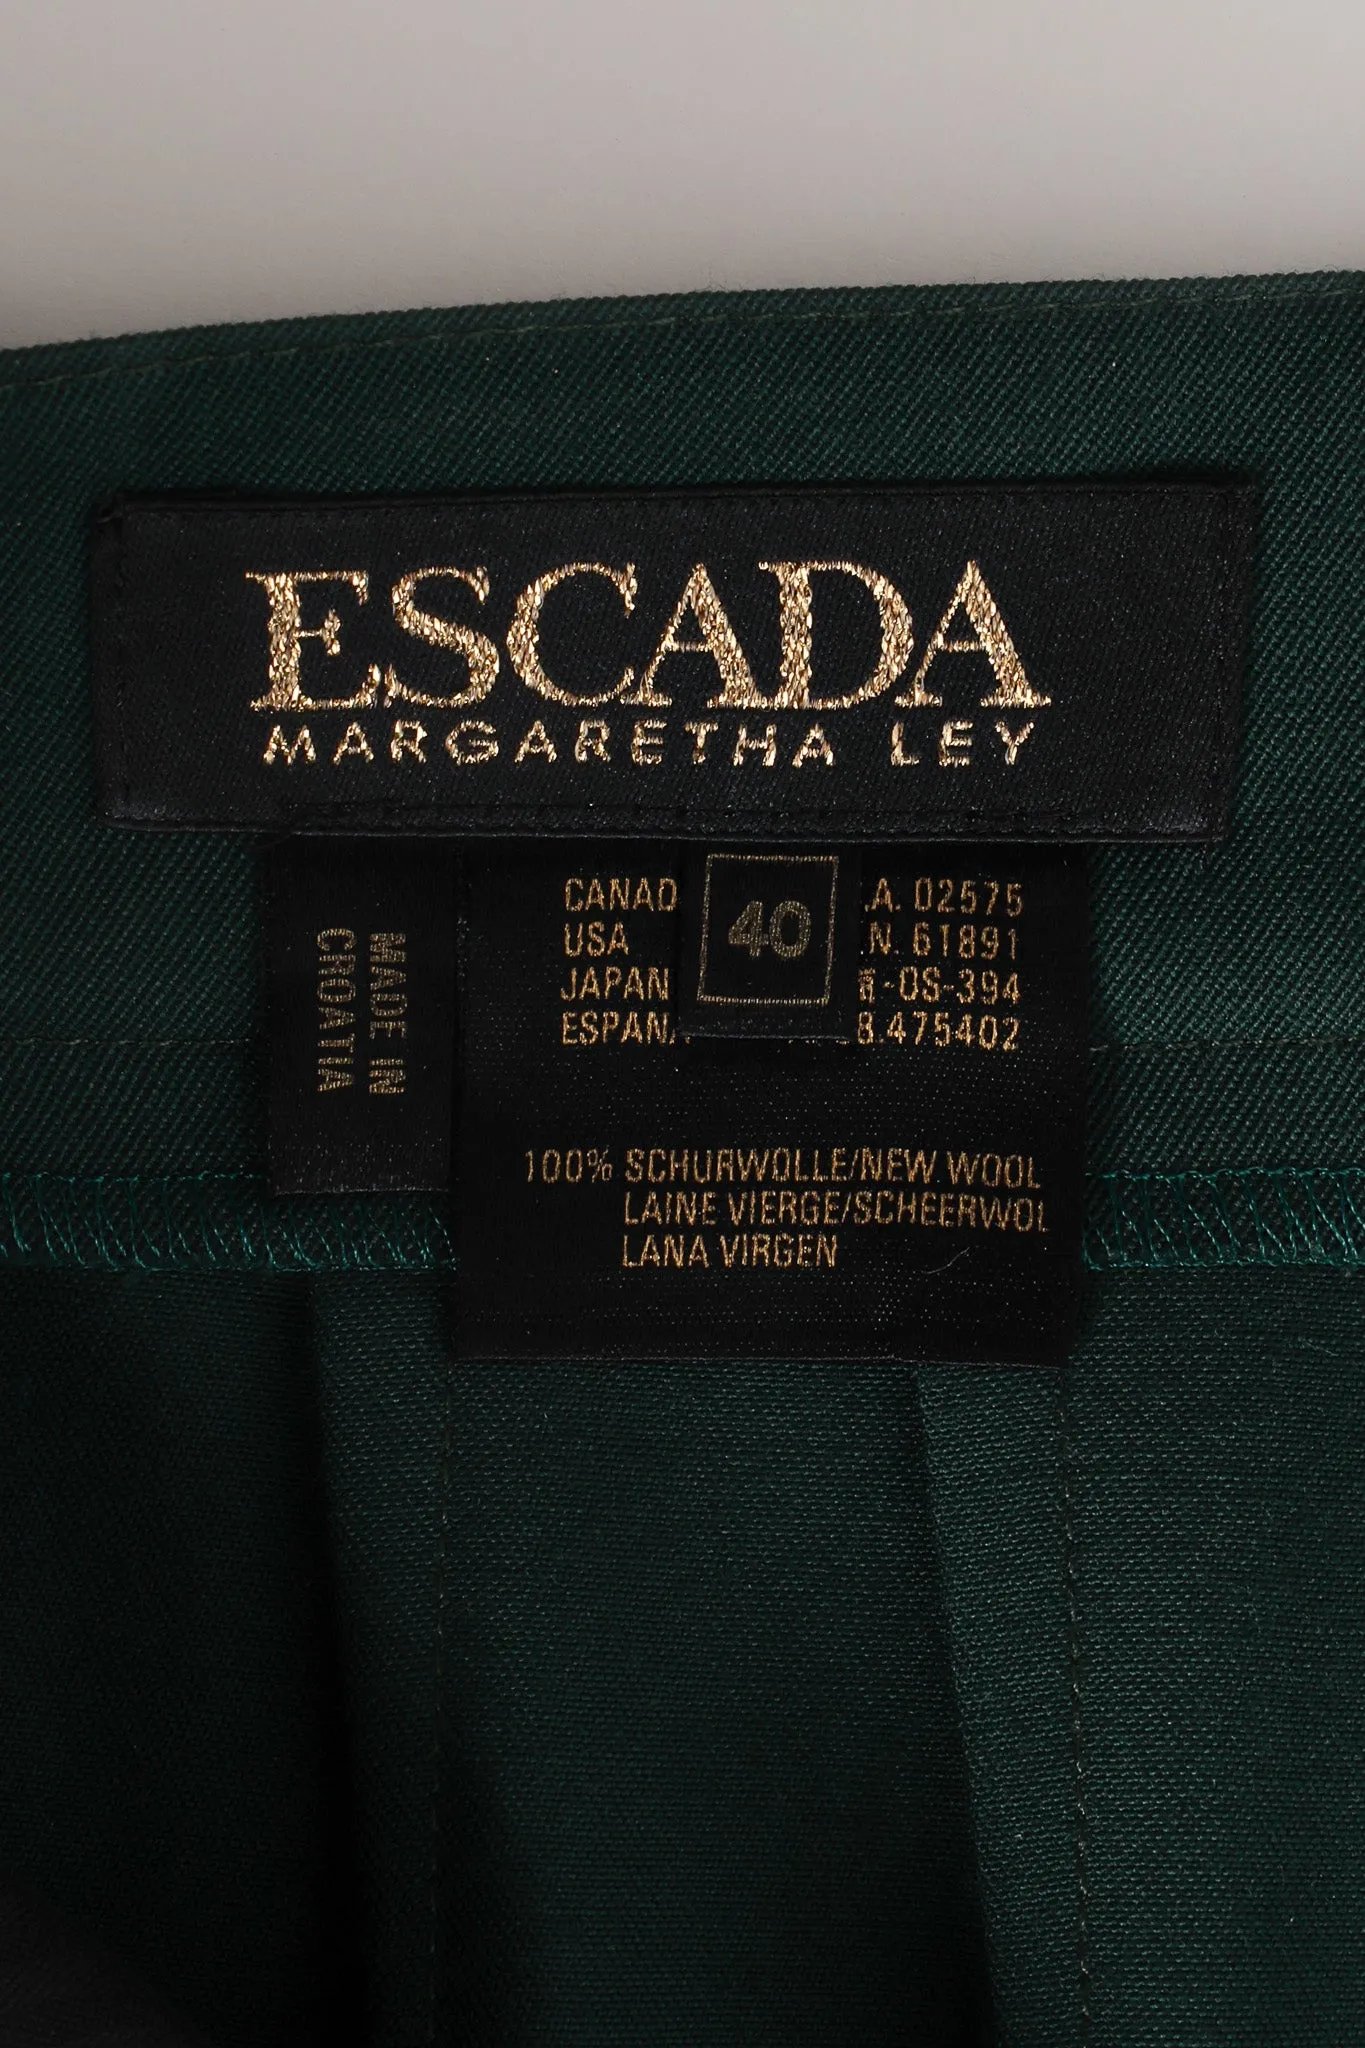 ESCADA
MARGARETHA LEY
MADE IN
CROATIA
40
CANAD .A. 02575
USA N. 61891
JAPAN -OS-394
ESPAN 8.475402
100% SCHURWOLLE/NEW WOOL
LAINE VIERGE/SCHEERWOL
LANA VIRGEN